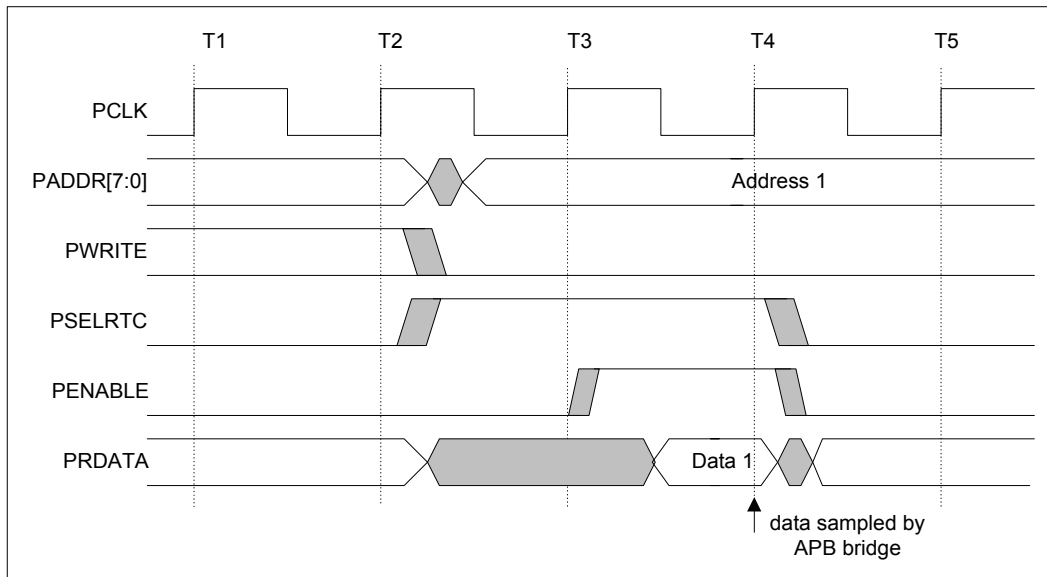 T1 T2 T3 T4 T5
PCLK
PADDR[7:0] Address 1
PWRITE
PSELRTC
PENABLE
PRDATA Data 1
data sampled by
APB bridge